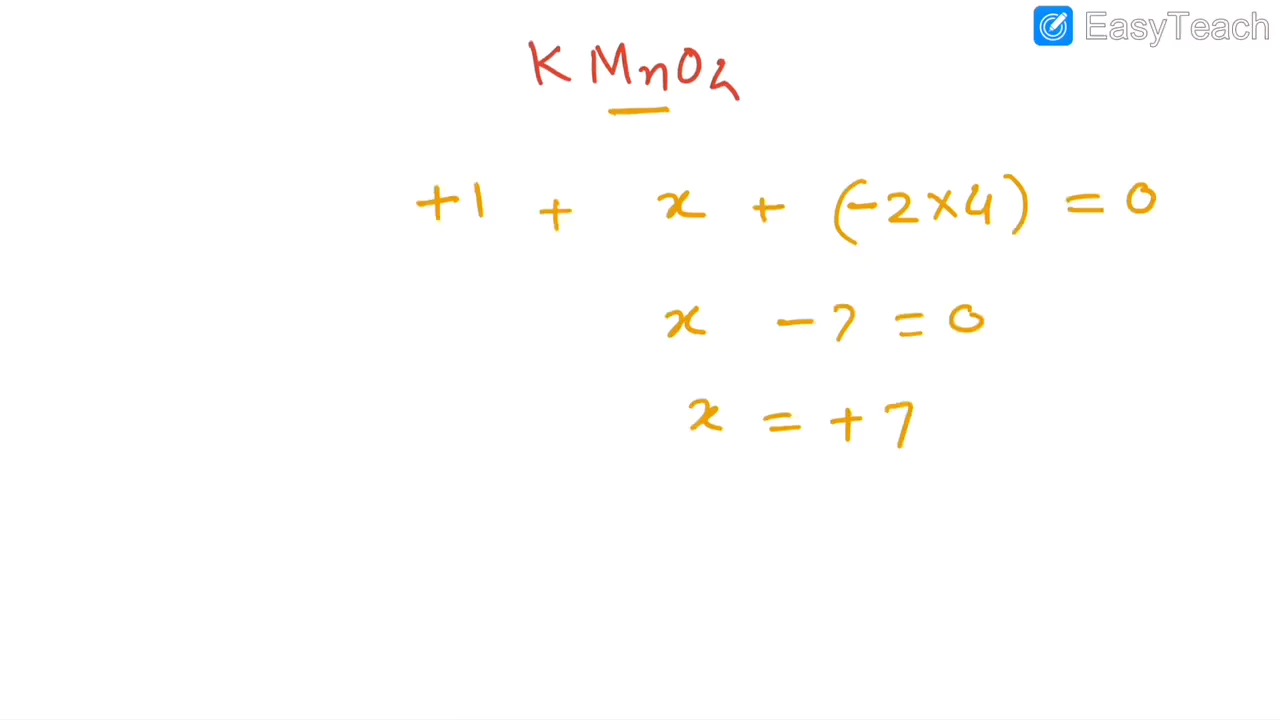 EasyTeach
KMnO4
+1 + x + (-2×4) = 0
x - 7 = 0
x = +7